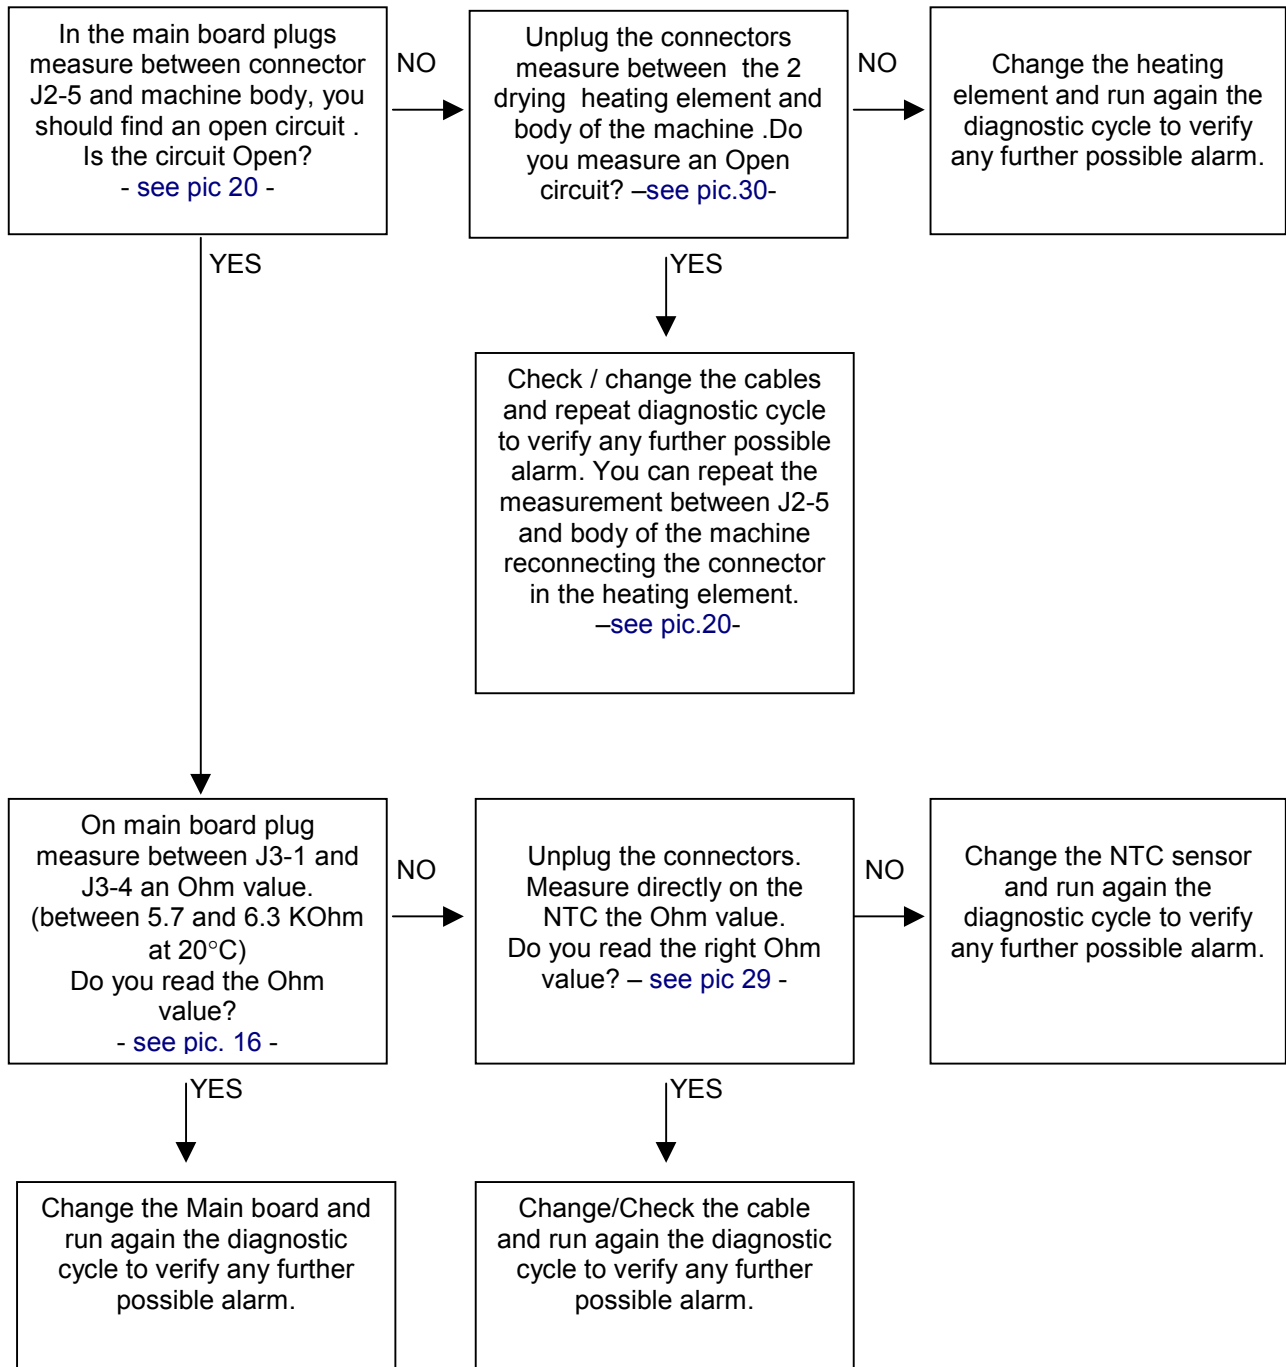 In the main board plugs
measure between connector
J2-5 and machine body, you
should find an open circuit .
Is the circuit Open?
- see pic 20 -
NO
Unplug the connectors
measure between  the 2
drying  heating element and
body of the machine .Do
you measure an Open
circuit? –see pic.30-
NO
Change the heating
element and run again the
diagnostic cycle to verify
any further possible alarm.
YES
YES
Check / change the cables
and repeat diagnostic cycle
to verify any further possible
alarm. You can repeat the
measurement between J2-5
and body of the machine
reconnecting the connector
in the heating element.
–see pic.20-
On main board plug
measure between J3-1 and
J3-4 an Ohm value.
(between 5.7 and 6.3 KOhm
at 20°C)
Do you read the Ohm
value?
- see pic. 16 -
NO
Unplug the connectors.
Measure directly on the
NTC the Ohm value.
Do you read the right Ohm
value? – see pic 29 -
NO
Change the NTC sensor
and run again the
diagnostic cycle to verify
any further possible alarm.
YES
YES
Change the Main board and
run again the diagnostic
cycle to verify any further
possible alarm.
Change/Check the cable
and run again the diagnostic
cycle to verify any further
possible alarm.